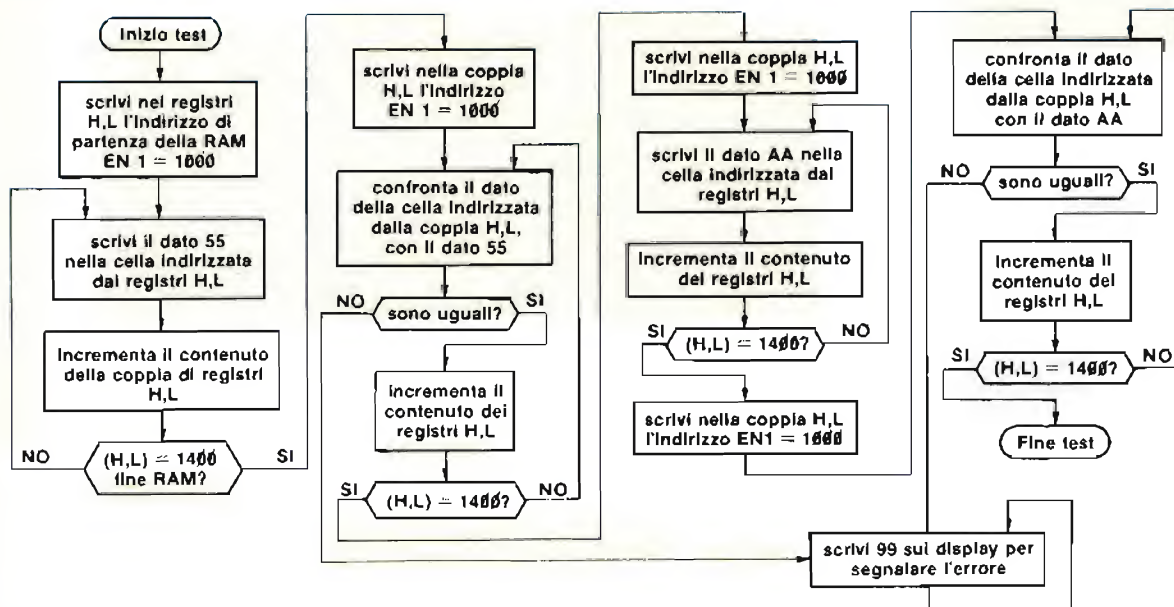 Inizio test
scrivi nei registri
H,L l'indirizzo di
partenza della RAM
EN 1 = 1000
scrivi il dato 55
nella cella indirizzata
dai registri H,L
incrementa il contenuto
della coppia di registri
H,L
NO
(H,L) = 1400
fine RAM?
SI
scrivi nella coppia
H,L l'indirizzo
EN 1 = 1000
confronta il dato
della cella indirizzata
dalla coppia H,L,
con il dato 55
NO
sono uguali?
SI
incrementa il
contenuto dei
registri H,L
SI
(H,L) = 1400?
NO
scrivi nella coppia H,L
l'indirizzo EN 1 = 1000
scrivi il dato AA nella
cella indirizzata dai
registri H,L
incrementa il contenuto
dei registri H,L
SI
(H,L) = 1400?
NO
scrivi nella coppia H,L
l'indirizzo EN1 = 1000
confronta il dato
della cella indirizzata
dalla coppia H,L
con il dato AA
NO
sono uguali?
SI
incrementa il
contenuto dei
registri H,L
SI
(H,L) = 1400?
NO
Fine test
scrivi 99 sul display per
segnalare l'errore